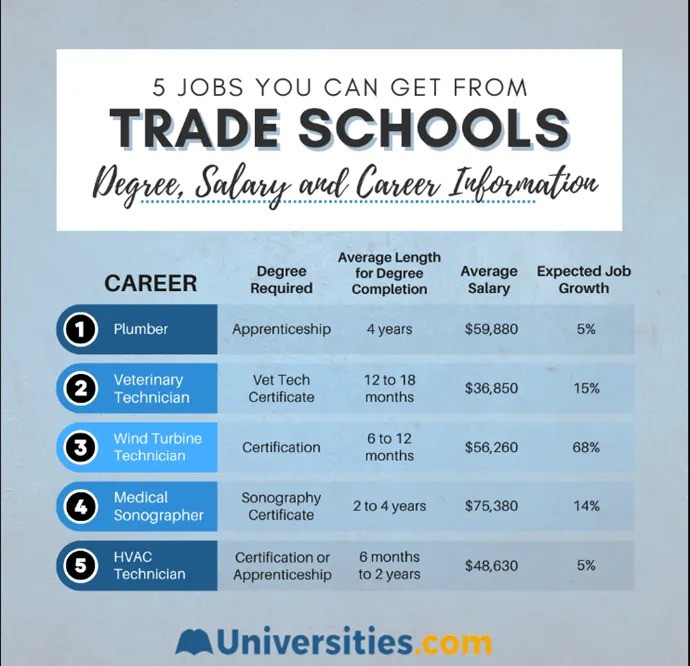 5 JOBS YOU CAN GET FROM
TRADE SCHOOLS
Degree, Salary and Career Information
CAREER
Degree
Required
Average Length
for Degree
Completion
Average
Salary
Expected Job
Growth
1 Plumber Apprenticeship 4 years $59,880 5%
2 Veterinary
Technician
Vet Tech
Certificate
12 to 18
months
$36,850 15%
3 Wind Turbine
Technician
Certification
6 to 12
months
$56,260 68%
4 Medical
Sonographer
Sonography
Certificate
2 to 4 years $75,380 14%
5 HVAC
Technician
Certification or
Apprenticeship
6 months
to 2 years
$48,630 5%
Universities.com